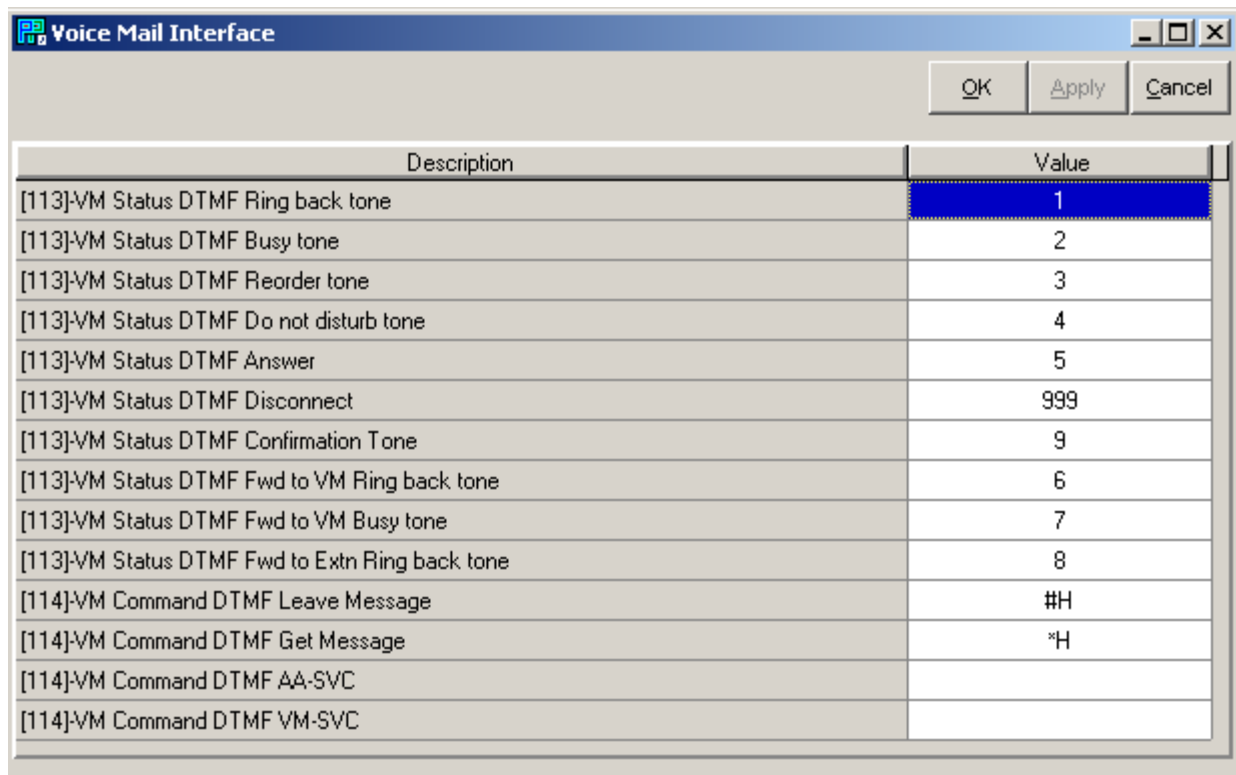 Voice Mail Interface
OK Apply Cancel
Description Value
[113]-VM Status DTMF Ring back tone 1
[113]-VM Status DTMF Busy tone 2
[113]-VM Status DTMF Reorder tone 3
[113]-VM Status DTMF Do not disturb tone 4
[113]-VM Status DTMF Answer 5
[113]-VM Status DTMF Disconnect 999
[113]-VM Status DTMF Confirmation Tone 9
[113]-VM Status DTMF Fwd to VM Ring back tone 6
[113]-VM Status DTMF Fwd to VM Busy tone 7
[113]-VM Status DTMF Fwd to Extn Ring back tone 8
[114]-VM Command DTMF Leave Message #H
[114]-VM Command DTMF Get Message *H
[114]-VM Command DTMF AA-SVC
[114]-VM Command DTMF VM-SVC